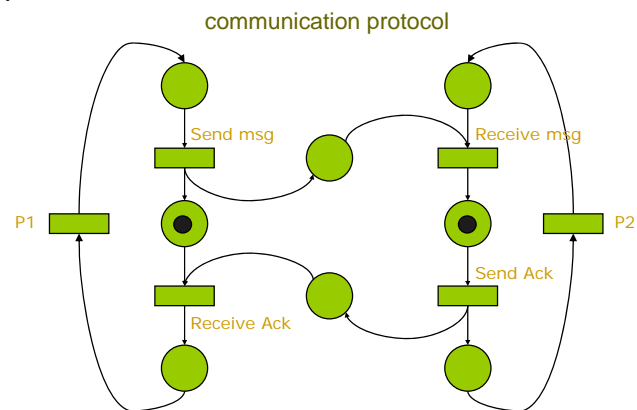 communication protocol
Send msg
Receive msg
P1
P2
Send Ack
Receive Ack